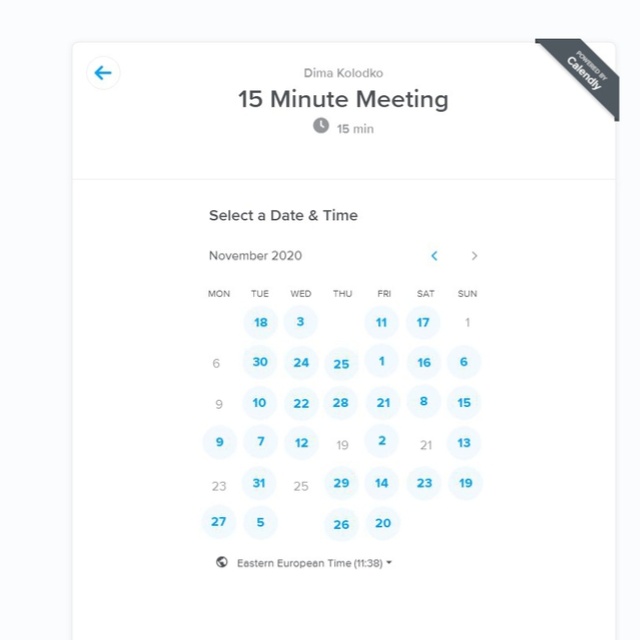 POWERED BY
Calendly
Dima Kolodko
15 Minute Meeting
15 min
Select a Date & Time
November 2020
MON TUE WED THU FRI SAT SUN
18 3 11 17 1
6 30 24 25 1 16 6
9 10 22 28 21 8 15
9 7 12 19 2 21 13
23 31 25 29 14 23 19
27 5 26 20
Eastern European Time (11:38)